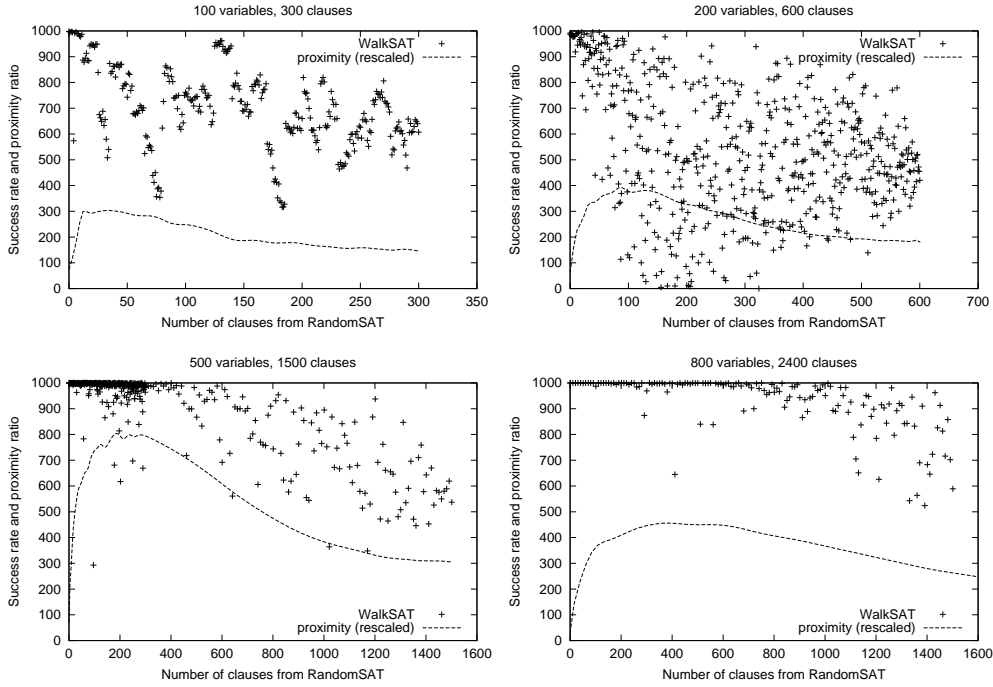 100 variables, 300 clauses
1000
900
800
700
600
500
400
300
200
100
0
Success rate and proximity ratio
WalkSAT
proximity (rescaled)
0 50 100 150 200 250 300 350
Number of clauses from RandomSAT
200 variables, 600 clauses
1000
900
800
700
600
500
400
300
200
100
0
Success rate and proximity ratio
WalkSAT
proximity (rescaled)
0 100 200 300 400 500 600 700
Number of clauses from RandomSAT
500 variables, 1500 clauses
1000
900
800
700
600
500
400
300
200
100
0
Success rate and proximity ratio
WalkSAT
proximity (rescaled)
0 200 400 600 800 1000 1200 1400 1600
Number of clauses from RandomSAT
800 variables, 2400 clauses
1000
900
800
700
600
500
400
300
200
100
0
Success rate and proximity ratio
WalkSAT
proximity (rescaled)
0 200 400 600 800 1000 1200 1400 1600
Number of clauses from RandomSAT